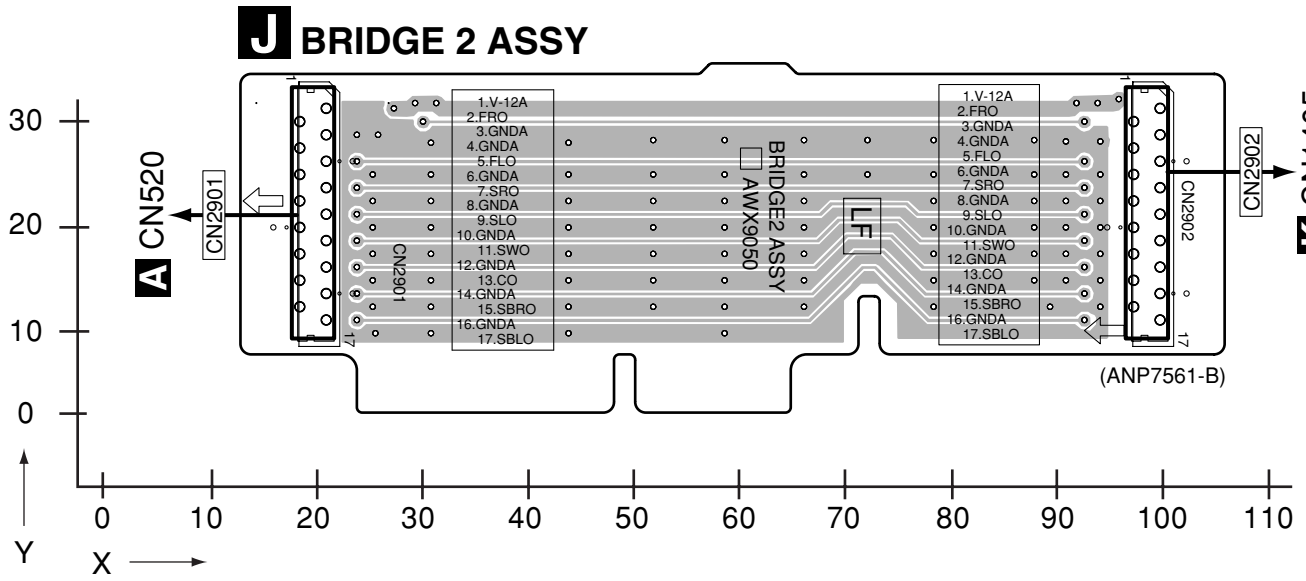 J BRIDGE 2 ASSY
A CN520
CN2901
1
17
CN2901
1.V-12A
2.FRO
3.GNDA
4.GNDA
5.FLO
6.GNDA
7.SRO
8.GNDA
9.SLO
10.GNDA
11.SWO
12.GNDA
13.CO
14.GNDA
15.SBRO
16.GNDA
17.SBLO
BRIDGE2 ASSY
AWX9050
LF
1.V-12A
2.FRO
3.GNDA
4.GNDA
5.FLO
6.GNDA
7.SRO
8.GNDA
9.SLO
10.GNDA
11.SWO
12.GNDA
13.CO
14.GNDA
15.SBRO
16.GNDA
17.SBLO
1
17
CN2902
CN2902
(ANP7561-B)
30
20
10
0
0 10 20 30 40 50 60 70 80 90 100 110
Y
X